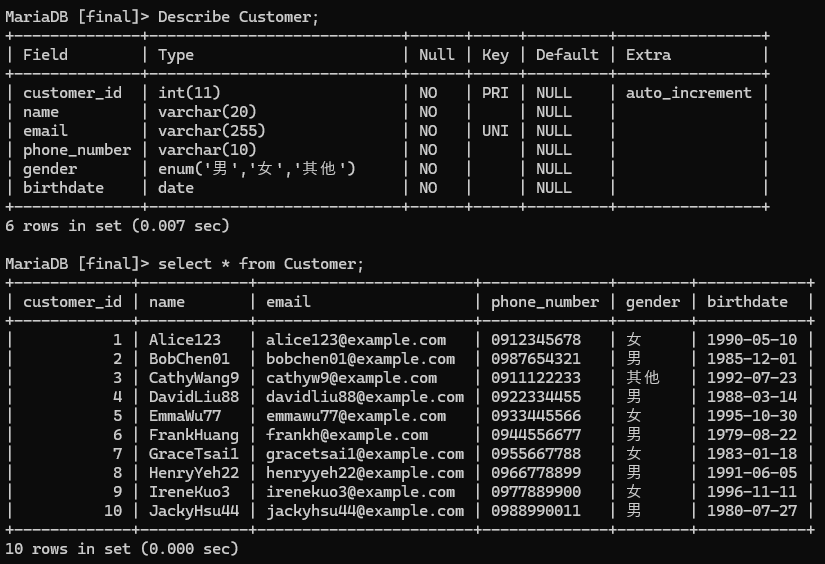 MariaDB [final]> Describe Customer;
+--------------+----------------------------+------+-----+---------+----------------+
| Field        | Type                       | Null | Key | Default | Extra          |
+--------------+----------------------------+------+-----+---------+----------------+
| customer_id  | int(11)                    | NO   | PRI | NULL    | auto_increment |
| name         | varchar(20)                | NO   |     | NULL    |                |
| email        | varchar(255)               | NO   | UNI | NULL    |                |
| phone_number | varchar(10)                | NO   |     | NULL    |                |
| gender       | enum('男','女','其他')     | NO   |     | NULL    |                |
| birthdate    | date                       | NO   |     | NULL    |                |
+--------------+----------------------------+------+-----+---------+----------------+
6 rows in set (0.007 sec)
MariaDB [final]> select * from Customer;
+-------------+------------+-----------------------+--------------+--------+------------+
| customer_id | name       | email                 | phone_number | gender | birthdate  |
+-------------+------------+-----------------------+--------------+--------+------------+
|           1 | Alice123   | alice123@example.com  | 0912345678   | 女     | 1990-05-10 |
|           2 | BobChen01  | bobchen01@example.com | 0987654321   | 男     | 1985-12-01 |
|           3 | CathyWang9 | cathyw9@example.com   | 0911122233   | 其他   | 1992-07-23 |
|           4 | DavidLiu88 | davidliu88@example.com | 0922334455   | 男     | 1988-03-14 |
|           5 | EmmaWu77   | emmawu77@example.com  | 0933445566   | 女     | 1995-10-30 |
|           6 | FrankHuang | frankh@example.com    | 0944556677   | 男     | 1979-08-22 |
|           7 | GraceTsai1 | gracetsai1@example.com | 0955667788   | 女     | 1983-01-18 |
|           8 | HenryYeh22 | henryyeh22@example.com | 0966778899   | 男     | 1991-06-05 |
|           9 | IreneKuo3  | irenekuo3@example.com | 0977889900   | 女     | 1996-11-11 |
|          10 | JackyHsu44 | jackyhsu44@example.com | 0988990011   | 男     | 1980-07-27 |
+-------------+------------+-----------------------+--------------+--------+------------+
10 rows in set (0.000 sec)